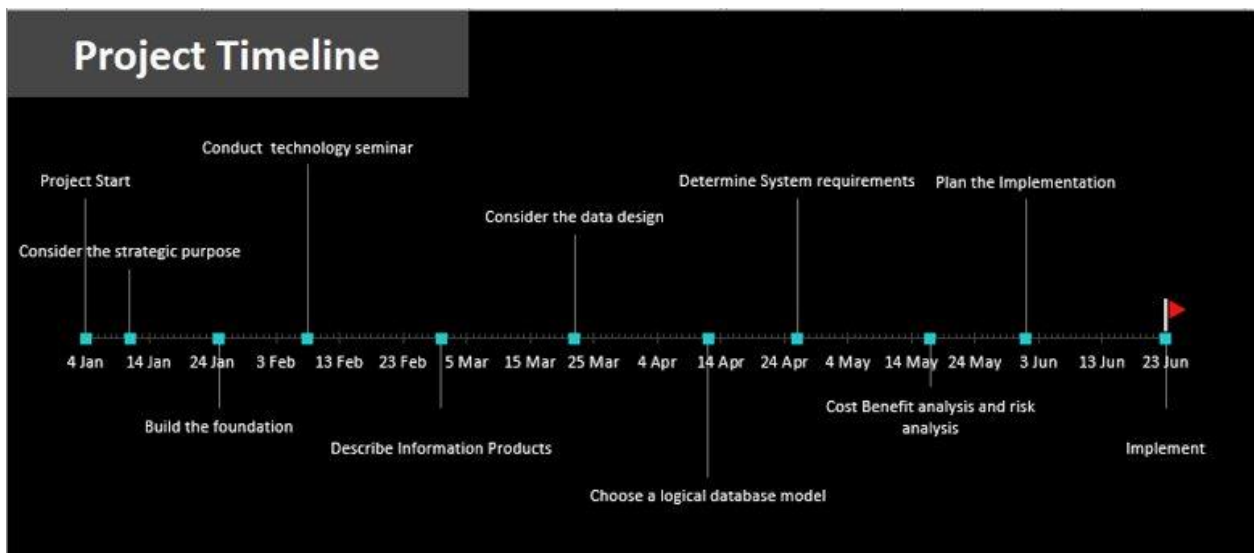 Project Timeline
Conduct technology seminar
Project Start
Determine System requirements
Plan the Implementation
Consider the data design
Consider the strategic purpose
4 Jan 14 Jan 24 Jan 3 Feb 13 Feb 23 Feb 5 Mar 15 Mar 25 Mar 4 Apr 14 Apr 24 Apr 4 May 14 May 24 May 3 Jun 13 Jun 23 Jun
Build the foundation
Describe Information Products
Choose a logical database model
Cost Benefit analysis and risk
analysis
Implement